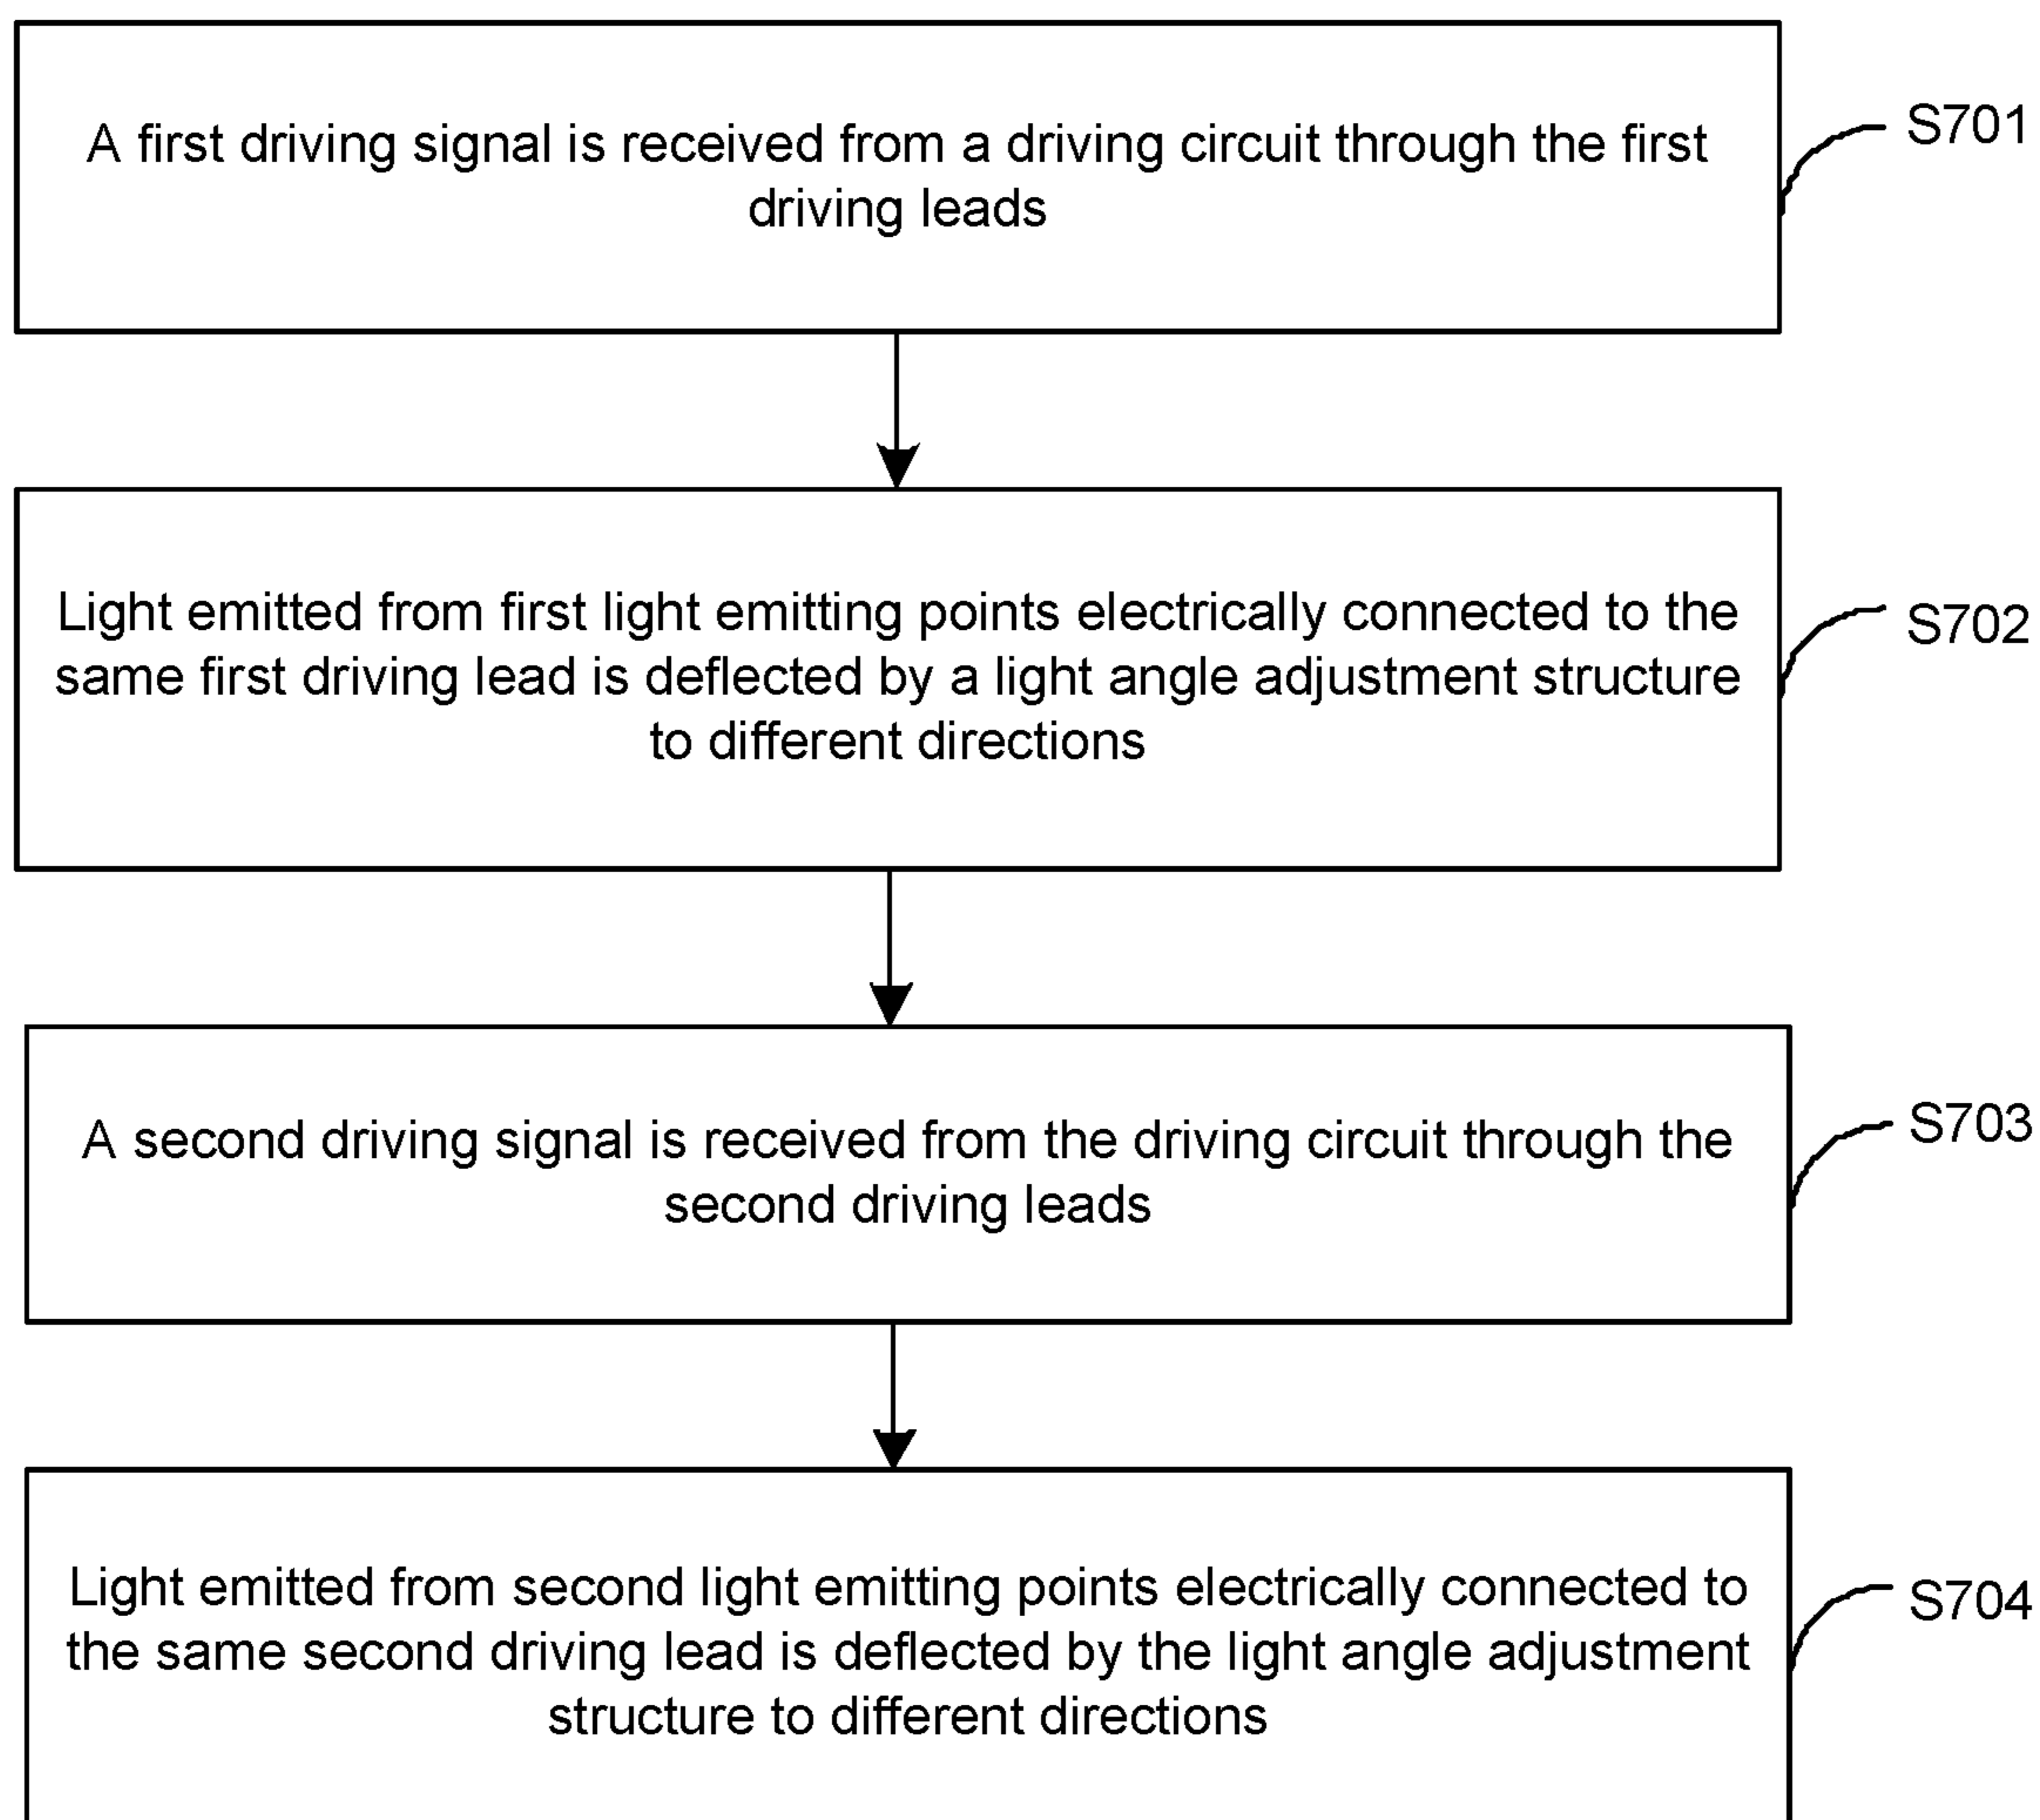 A first driving signal is received from a driving circuit through the first
driving leads
S701
Light emitted from first light emitting points electrically connected to the
same first driving lead is deflected by a light angle adjustment structure
to different directions
S702
A second driving signal is received from the driving circuit through the
second driving leads
S703
Light emitted from second light emitting points electrically connected to
the same second driving lead is deflected by the light angle adjustment
structure to different directions
S704